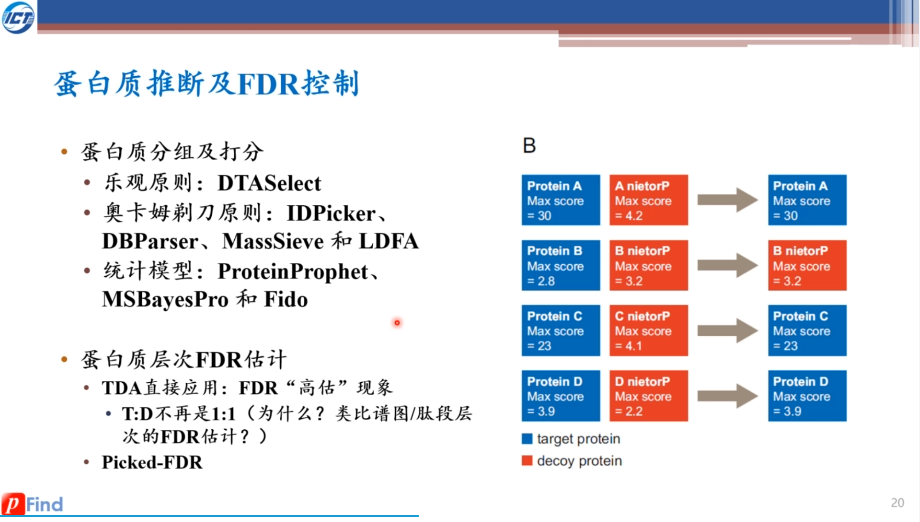 ICT
蛋白质推断及FDR控制
• 蛋白质分组及打分
• 乐观原则：DTASelect
• 奥卡姆剃刀原则：IDPicker、
DBParser、MassSieve 和 LDFA
• 统计模型：ProteinProphet、
MSBayesPro 和 Fido
• 蛋白质层次FDR估计
• TDA直接应用：FDR“高估”现象
• T:D不再是1:1（为什么？类比谱图/肽段层
次的FDR估计？）
• Picked-FDR
B
Protein A
Max score
= 30
A nietorP
Max score
= 4.2
Protein A
Max score
= 30
Protein B
Max score
= 2.8
B nietorP
Max score
= 3.2
B nietorP
Max score
= 3.2
Protein C
Max score
= 23
C nietorP
Max score
= 4.1
Protein C
Max score
= 23
Protein D
Max score
= 3.9
D nietorP
Max score
= 2.2
Protein D
Max score
= 3.9
target protein
decoy protein
pFind
20